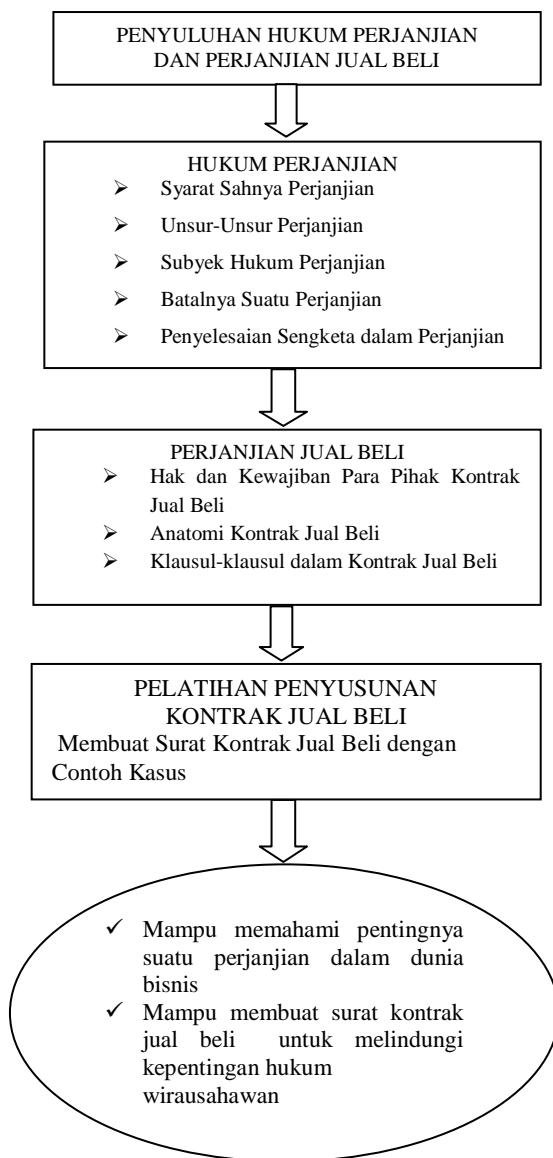 PENYULUHAN HUKUM PERJANJIAN
DAN PERJANJIAN JUAL BELI
HUKUM PERJANJIAN
➢ Syarat Sahnya Perjanjian
➢ Unsur-Unsur Perjanjian
➢ Subyek Hukum Perjanjian
➢ Batalnya Suatu Perjanjian
➢ Penyelesaian Sengketa dalam Perjanjian
PERJANJIAN JUAL BELI
➢ Hak dan Kewajiban Para Pihak Kontrak
Jual Beli
➢ Anatomi Kontrak Jual Beli
➢ Klausul-klausul dalam Kontrak Jual Beli
PELATIHAN PENYUSUNAN
KONTRAK JUAL BELI
Membuat Surat Kontrak Jual Beli dengan
Contoh Kasus
✓ Mampu memahami pentingnya
suatu perjanjian dalam dunia
bisnis
✓ Mampu membuat surat kontrak
jual beli untuk melindungi
kepentingan hukum
wirausahawan